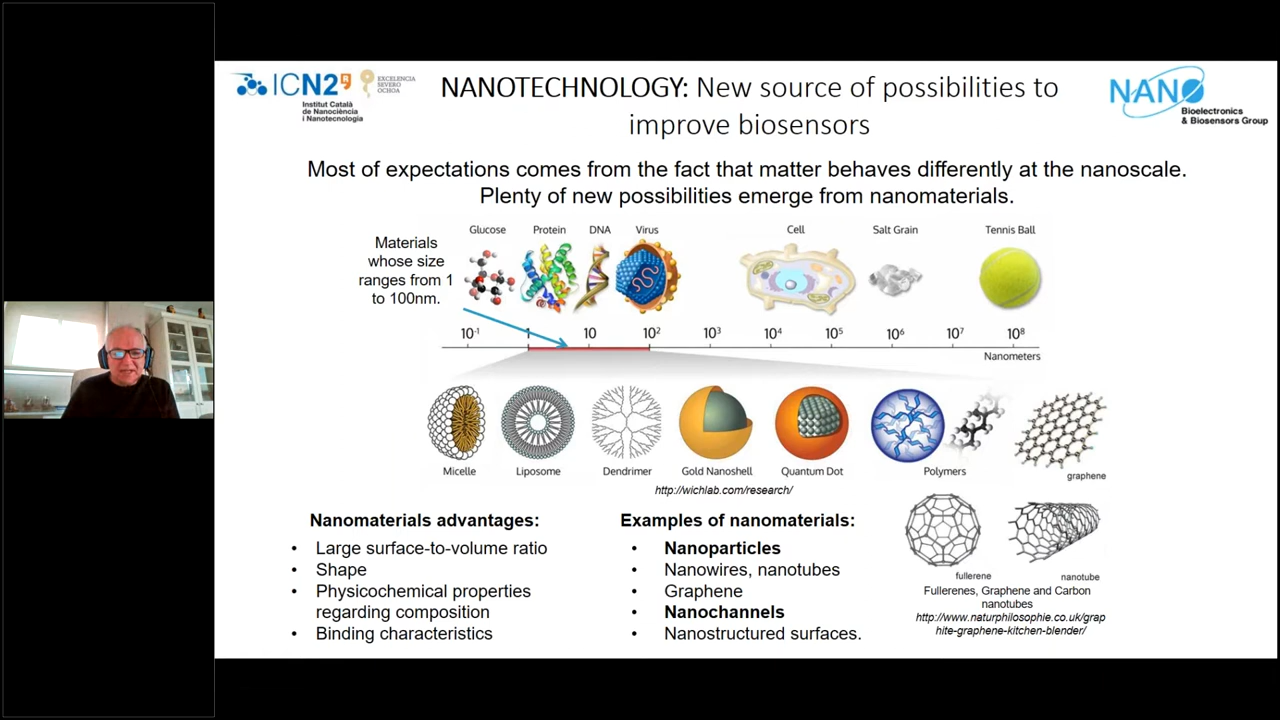 ICN2
EXCELENCIA
SEVERO
OCHOA
Institut Català
de Nanociència
i Nanotecnologia
NANOTECHNOLOGY: New source of possibilities to
improve biosensors
NANO
Bioelectronics
& Biosensors Group
Most of expectations comes from the fact that matter behaves differently at the nanoscale.
Plenty of new possibilities emerge from nanomaterials.
Materials
whose size
ranges from 1
to 100nm.
Glucose Protein DNA Virus Cell Salt Grain Tennis Ball
10-1 1 10 10² 10³ 10⁴ 10⁵ 10⁶ 10⁷ 10⁸
Nanometers
Micelle Liposome Dendrimer Gold Nanoshell Quantum Dot Polymers graphene
http://wichlab.com/research/
Nanomaterials advantages:
• Large surface-to-volume ratio
• Shape
• Physicochemical properties
regarding composition
• Binding characteristics
Examples of nanomaterials:
• Nanoparticles
• Nanowires, nanotubes
• Graphene
• Nanochannels
• Nanostructured surfaces.
fullerene nanotube
Fullerenes, Graphene and Carbon
nanotubes
http://www.naturphilosophie.co.uk/grap
hite-graphene-kitchen-blender/